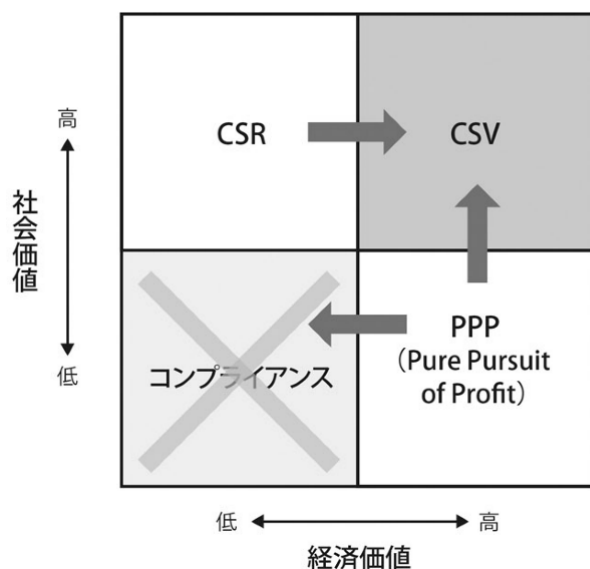 高
社会価値
低
CSR
CSV
コンプライアンス
PPP
(Pure Pursuit
of Profit)
低
高
経済価値